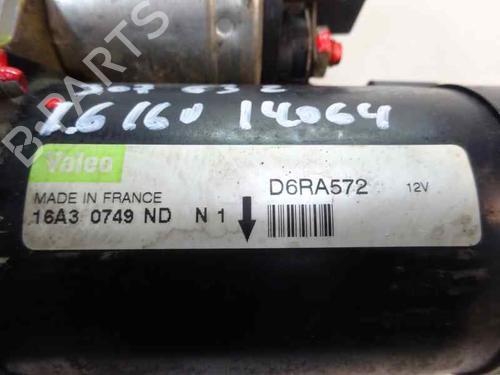 1.6 16V 14064
Valeo
MADE IN FRANCE
16A3 0749 ND N 1
D6RA572 12V
B-PARTS